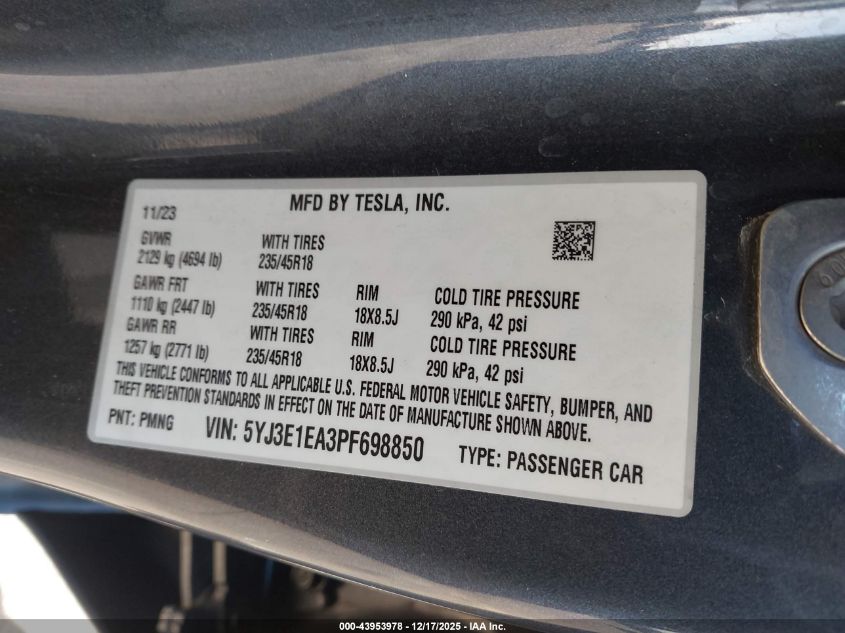 11/23 MFD BY TESLA, INC.
GVWR WITH TIRES
2129 kg (4694 lb) 235/45R18
GAWR FRT WITH TIRES RIM COLD TIRE PRESSURE
1110 kg (2447 lb) 235/45R18 18X8.5J 290 kPa, 42 psi
GAWR RR WITH TIRES RIM COLD TIRE PRESSURE
1257 kg (2771 lb) 235/45R18 18X8.5J 290 kPa, 42 psi
THIS VEHICLE CONFORMS TO ALL APPLICABLE U.S. FEDERAL MOTOR VEHICLE SAFETY, BUMPER, AND
THEFT PREVENTION STANDARDS IN EFFECT ON THE DATE OF MANUFACTURE SHOWN ABOVE.
PNT: PMNG VIN: 5YJ3E1EA3PF698850 TYPE: PASSENGER CAR
000-43953978 - 12/17/2025 - IAA Inc.